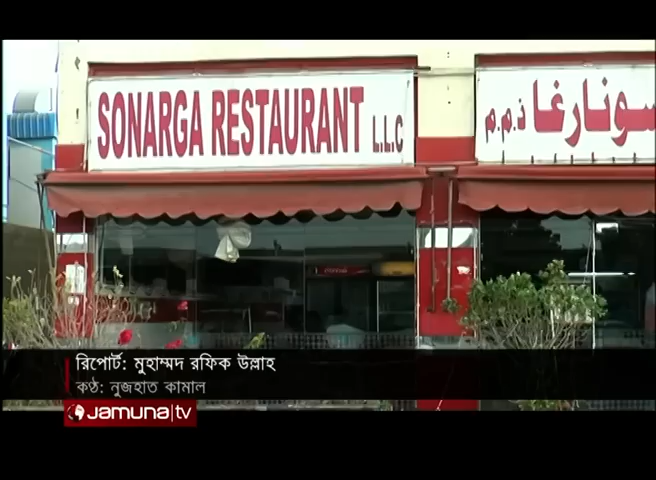 SONARGA RESTAURANT L.L.C
سونارغا ذ.م.م
রিপোর্ট: মুহাম্মদ রফিক উল্লাহ
কণ্ঠ: নুজহাত কামাল
JAMUNA|tv